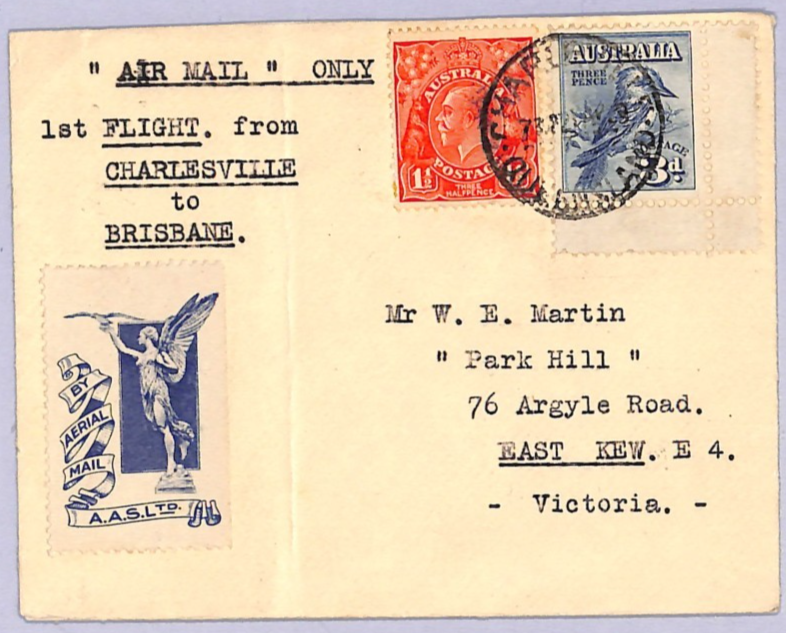 " AIR MAIL " ONLY
1st FLIGHT. from
CHARLESVILLE
to
BRISBANE.
AUSTRALIA
POSTAGE
1½
THREE
HALFPENCE
AUSTRALIA
THREE
PENCE
3d
Mr W. E. Martin
" Park Hill "
76 Argyle Road.
EAST KEW. E 4.
- Victoria. -
BY
AERIAL
MAIL
A.A.S. LTD.